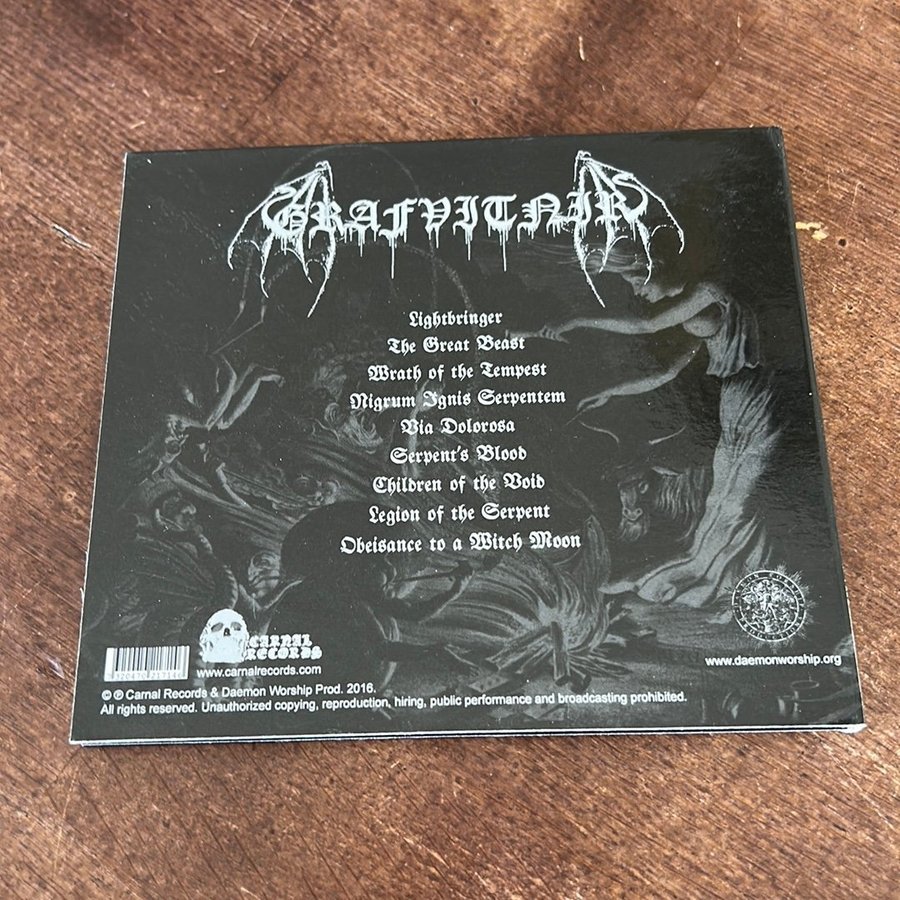 GRAFVITNIR
Lightbringer
The Great Beast
Wrath of the Tempest
Nigrum Ignis Serpentem
Via Dolorosa
Serpent's Blood
Children of the Void
Legion of the Serpent
Obeisance to a Witch Moon
CARNAL
RECORDS
www.carnalrecords.com
www.daemonworship.org
© ℗ Carnal Records & Daemon Worship Prod. 2016.
All rights reserved. Unauthorized copying, reproduction, hiring, public performance and broadcasting prohibited.